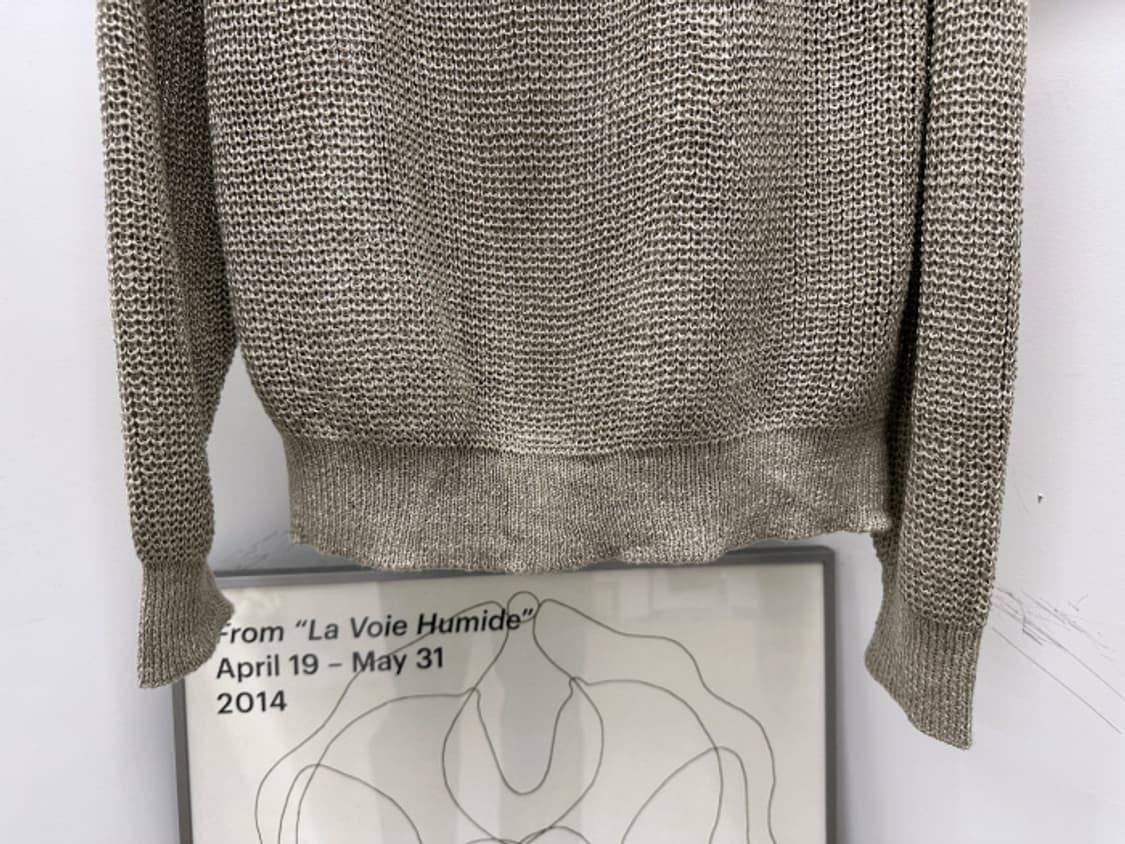 From “La Voie Humide”
April 19 – May 31
2014